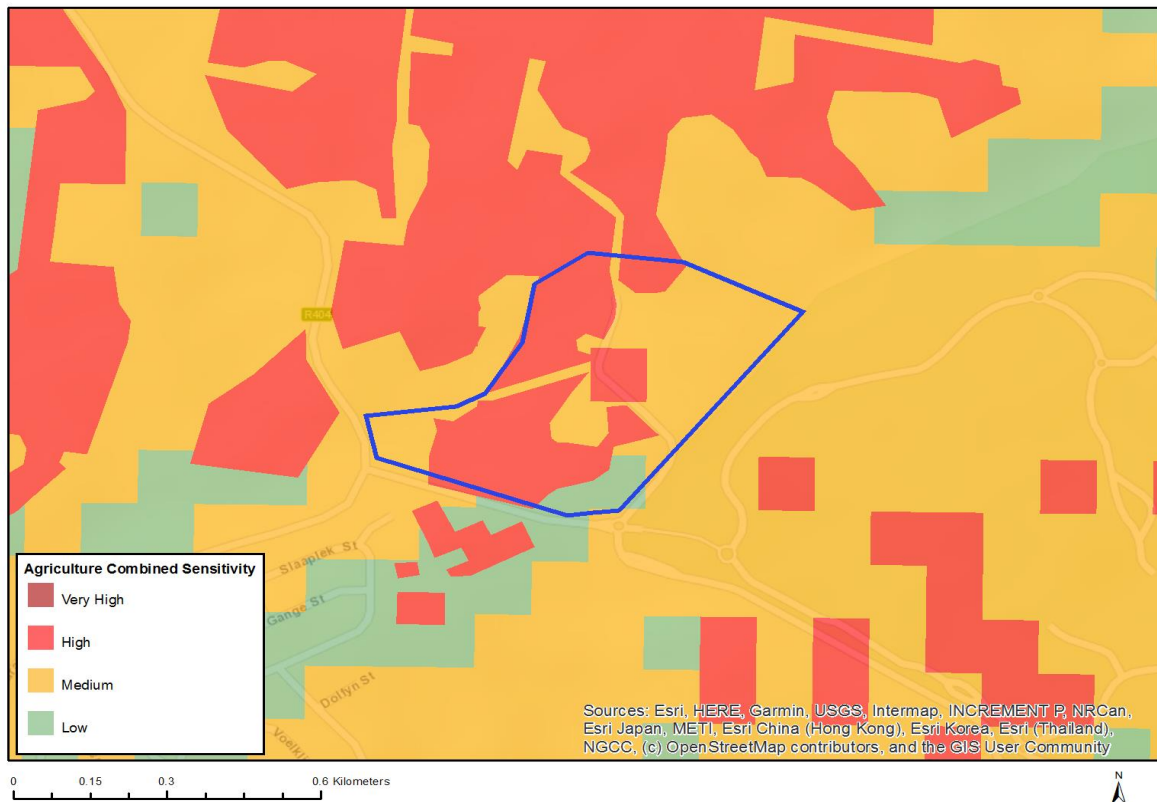 R404
Agriculture Combined Sensitivity
Very High
High
Medium
Low
Slaaplek St
Gange St
Dolfyn St
Sources: Esri, HERE, Garmin, USGS, Intermap, INCREMENT P, NRCan,
Esri Japan, METI, Esri China (Hong Kong), Esri Korea, Esri (Thailand),
NGCC, (c) OpenStreetMap contributors, and the GIS User Community
0 0.15 0.3 0.6 Kilometers
N